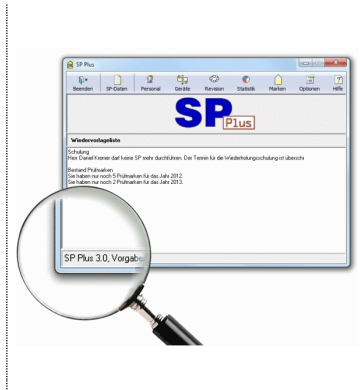 SP Plus
Beenden SP-Daten Personal Geräte Revision Statistik Marken Optionen Hilfe
SP Plus
Wiedervorlageliste
Schulung
Herr Daniel Kremer darf keine SP mehr durchführen. Der Termin für die Wiederholungsschulung ist überschr
Bestand Prüfmarken
Sie haben nur noch 5 Prüfmarken für das Jahr 2012.
Sie haben nur noch 2 Prüfmarken für das Jahr 2013.
SP Plus 3.0, Vorgabe